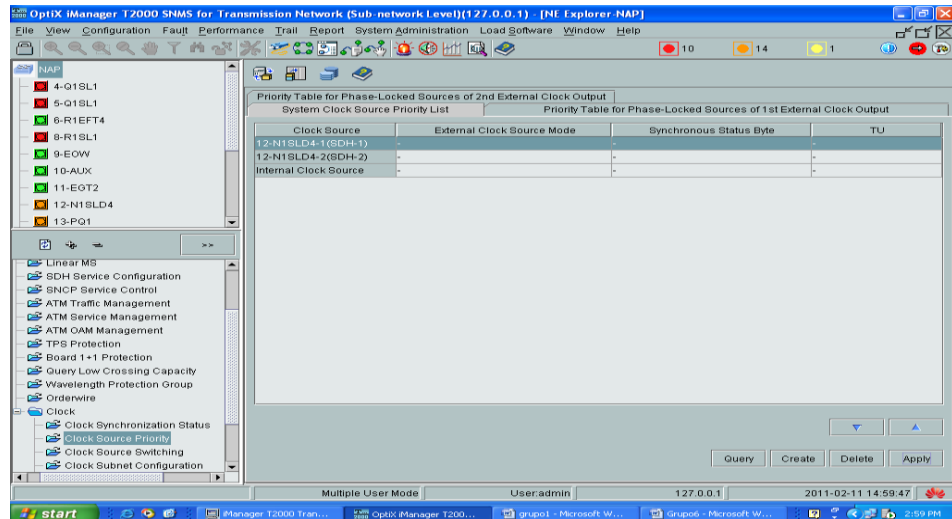 OptiX iManager T2000 SNMS for Transmission Network (Sub-network Level)(127.0.0.1) - [NE Explorer-NAP]
File View Configuration Fault Performance Trail Report System Administration Load Software Window Help
10 14 1
NAP
4-Q1SL1
5-Q1SL1
6-R1EFT4
8-R1SL1
9-EOW
10-AUX
11-EGT2
12-N1SLD4
13-PQ1
>>
Linear MS
SDH Service Configuration
SNCP Service Control
ATM Traffic Management
ATM Service Management
ATM OAM Management
TPS Protection
Board 1+1 Protection
Query Low Crossing Capacity
Wavelength Protection Group
Orderwire
Clock
Clock Synchronization Status
Clock Source Priority
Clock Source Switching
Clock Subnet Configuration
Priority Table for Phase-Locked Sources of 2nd External Clock Output
System Clock Source Priority List Priority Table for Phase-Locked Sources of 1st External Clock Output
Clock Source External Clock Source Mode Synchronous Status Byte TU
12-N1SLD4-1(SDH-1) - - -
12-N1SLD4-2(SDH-2) - - -
Internal Clock Source - - -
Query Create Delete Apply
Multiple User Mode User:admin 127.0.0.1 2011-02-11 14:59:47
start iManager T2000 Tran... OptiX iManager T200... grupo1 - Microsoft W... Grupo6 - Microsoft W... 2:59 PM